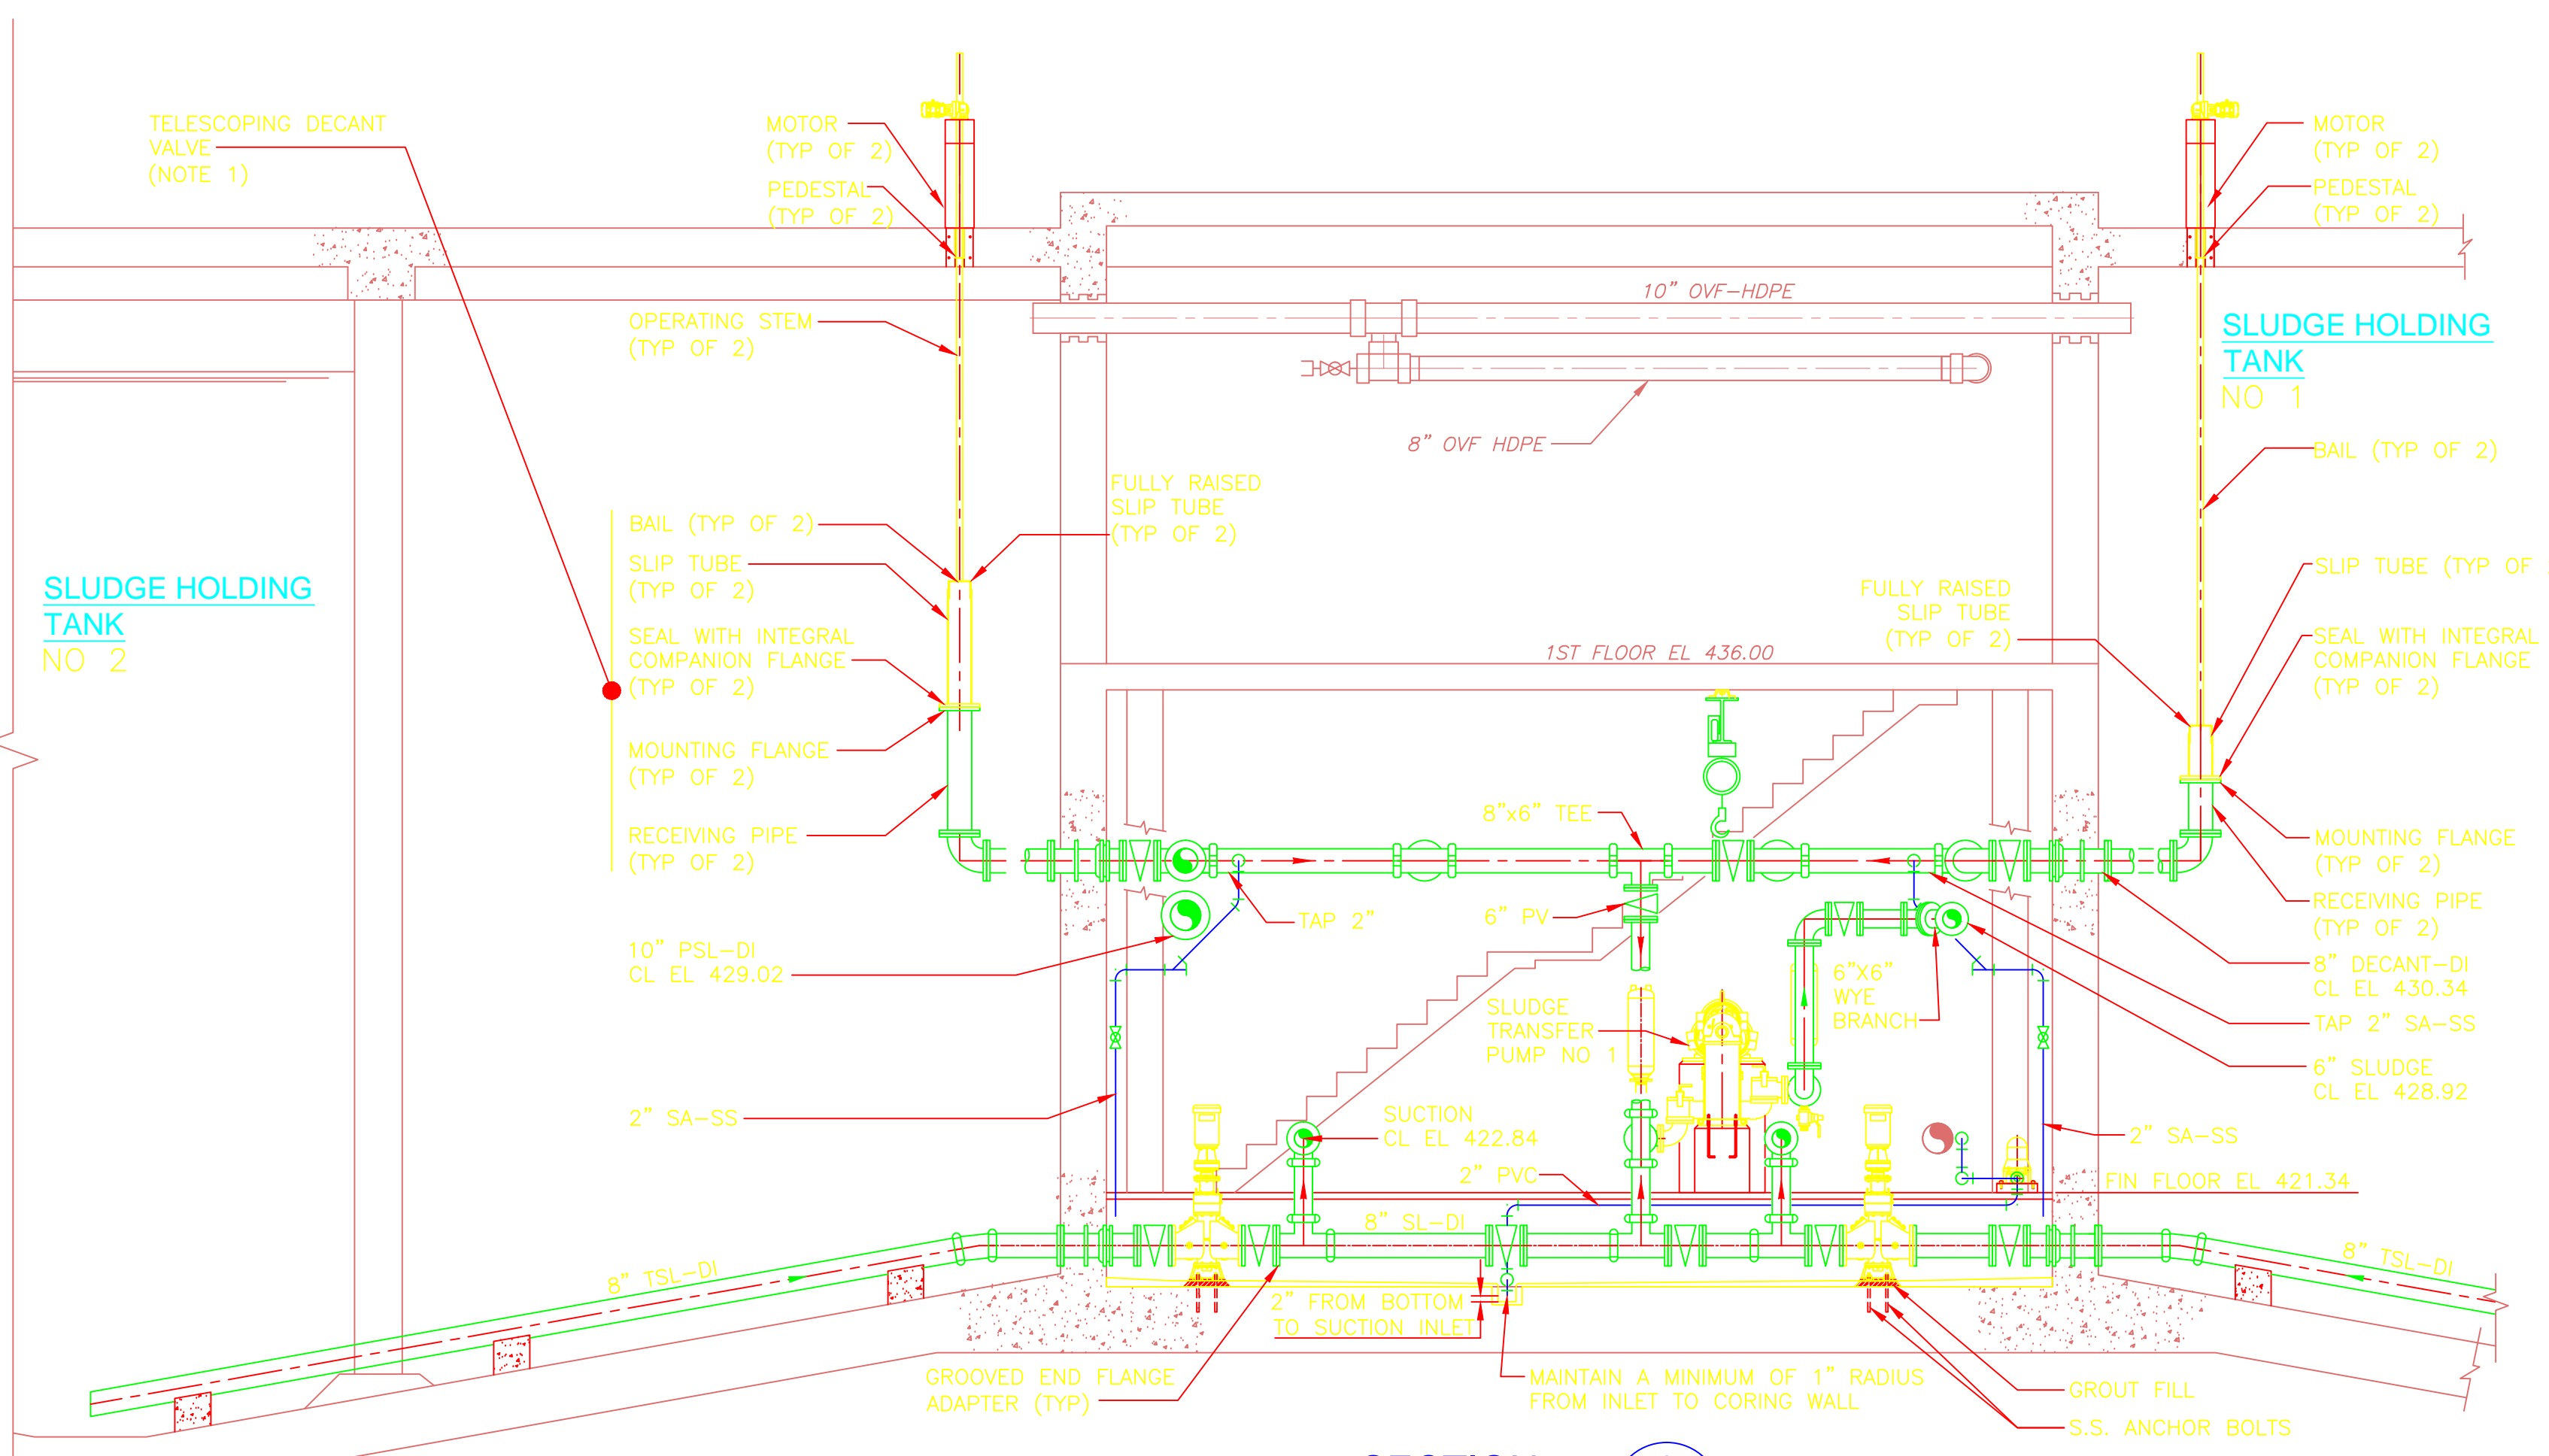 TELESCOPING DECANT
VALVE
(NOTE 1)
MOTOR
(TYP OF 2)
PEDESTAL
(TYP OF 2)
MOTOR
(TYP OF 2)
PEDESTAL
(TYP OF 2)
10” OVF-HDPE
OPERATING STEM
(TYP OF 2)
SLUDGE HOLDING
TANK
NO 1
8” OVF HDPE
BAIL (TYP OF 2)
FULLY RAISED
SLIP TUBE
(TYP OF 2)
BAIL (TYP OF 2)
SLIP TUBE
(TYP OF 2)
SEAL WITH INTEGRAL
COMPANION FLANGE
(TYP OF 2)
MOUNTING FLANGE
(TYP OF 2)
RECEIVING PIPE
(TYP OF 2)
SLUDGE HOLDING
TANK
NO 2
FULLY RAISED
SLIP TUBE
(TYP OF 2)
SLIP TUBE (TYP OF
SEAL WITH INTEGRAL
COMPANION FLANGE
(TYP OF 2)
1ST FLOOR EL 436.00
8”x6” TEE
MOUNTING FLANGE
(TYP OF 2)
RECEIVING PIPE
(TYP OF 2)
TAP 2”
6” PV
10” PSL-DI
CL EL 429.02
8” DECANT-DI
CL EL 430.34
6”X6”
WYE
BRANCH
SLUDGE
TRANSFER
PUMP NO 1
TAP 2” SA-SS
6” SLUDGE
CL EL 428.92
2” SA-SS
SUCTION
CL EL 422.84
2” SA-SS
2” PVC
FIN FLOOR EL 421.34
8” SL-DI
8” TSL-DI
8” TSL-DI
2” FROM BOTTOM
TO SUCTION INLET
GROOVED END FLANGE
ADAPTER (TYP)
MAINTAIN A MINIMUM OF 1” RADIUS
FROM INLET TO CORING WALL
GROUT FILL
S.S. ANCHOR BOLTS
SECTION